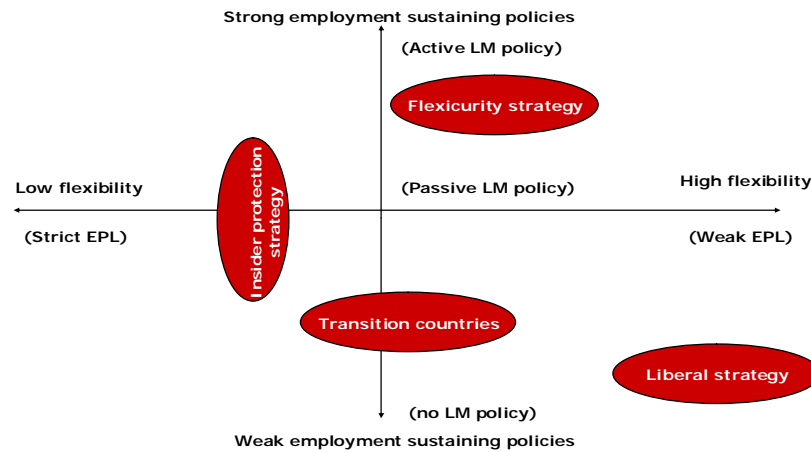 Strong employment sustaining policies
(Active LM policy)
Flexicurity strategy
Insider protection
strategy
Low flexibility
(Passive LM policy)
High flexibility
(Strict EPL)
(Weak EPL)
Transition countries
Liberal strategy
(no LM policy)
Weak employment sustaining policies